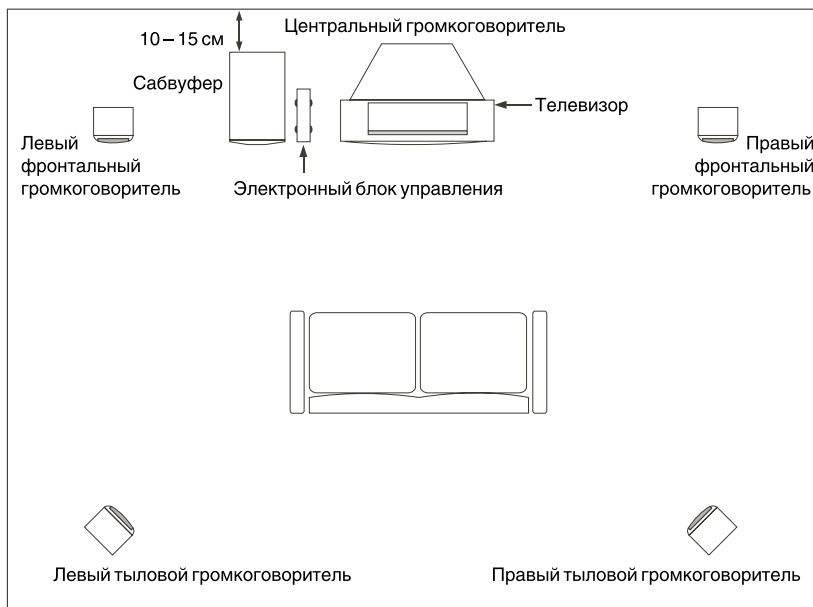 Центральный громкоговоритель
10 – 15 см
Сабвуфер
Телевизор
Левый
фронтальный
громкоговоритель
Правый
фронтальный
громкоговоритель
Электронный блок управления
Левый тыловой громкоговоритель
Правый тыловой громкоговоритель